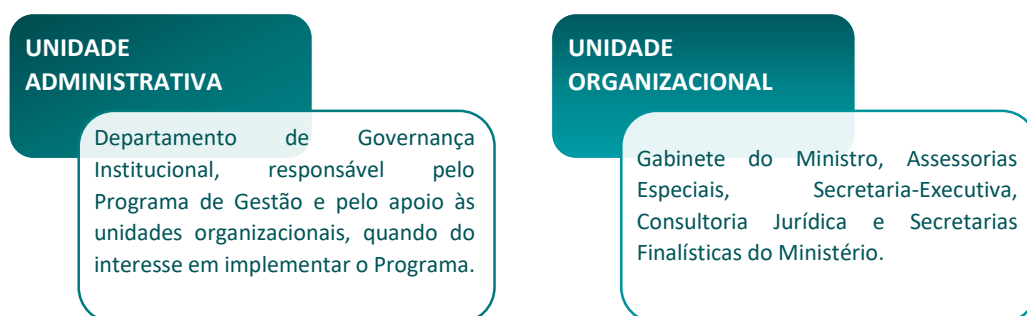 UNIDADE
ADMINISTRATIVA
Departamento de Governança
Institucional, responsável pelo
Programa de Gestão e pelo apoio às
unidades organizacionais, quando do
interesse em implementar o Programa.
UNIDADE
ORGANIZACIONAL
Gabinete do Ministro, Assessorias
Especiais, Secretaria-Executiva,
Consultoria Jurídica e Secretarias
Finalísticas do Ministério.